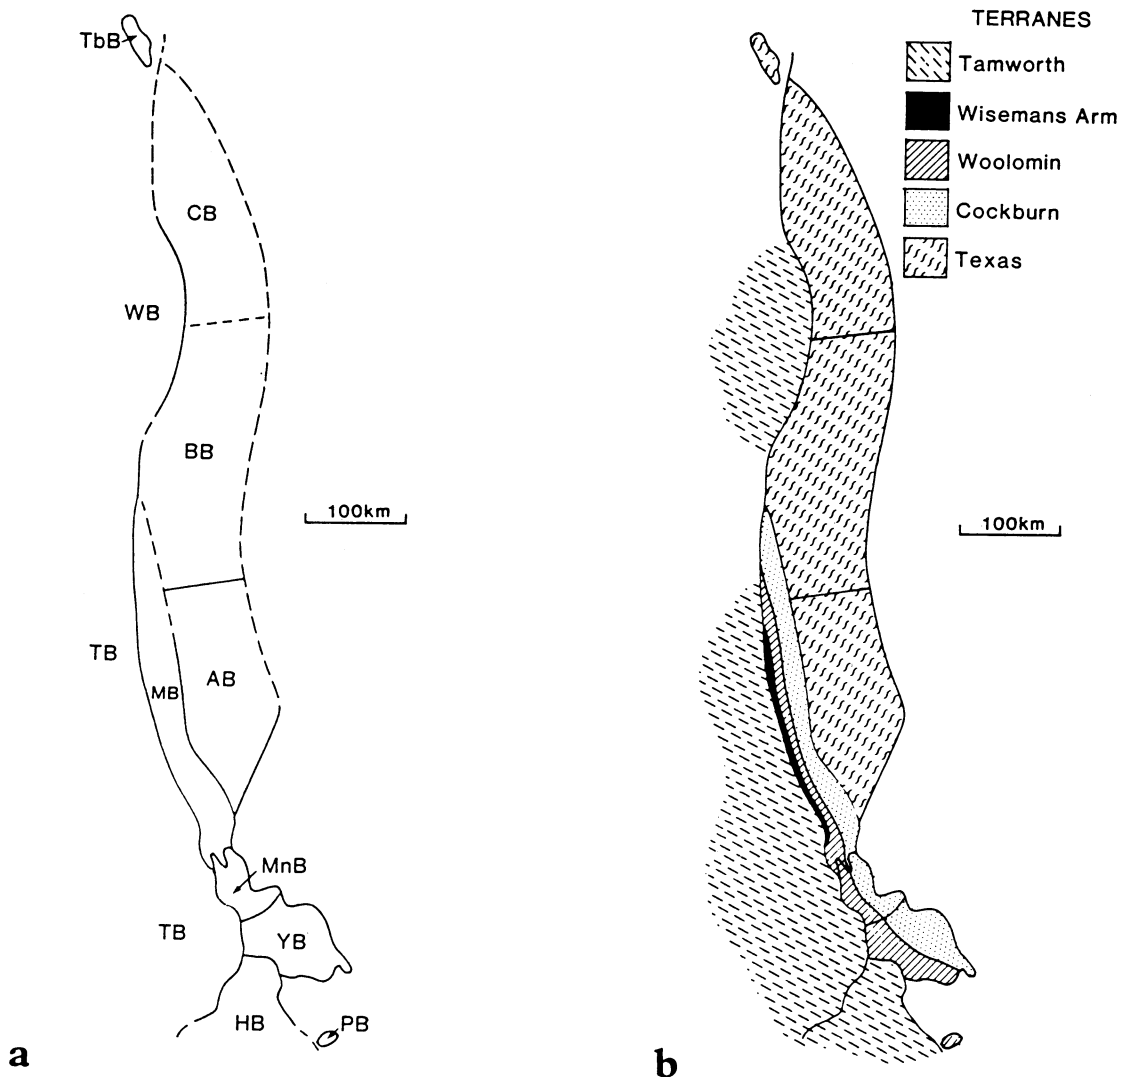 TbB
CB
WB
BB
100km
TB
MB
AB
MnB
TB
YB
HB
PB
a
TERRANES
Tamworth
Wisemans Arm
Woolomin
Cockburn
Texas
100km
b